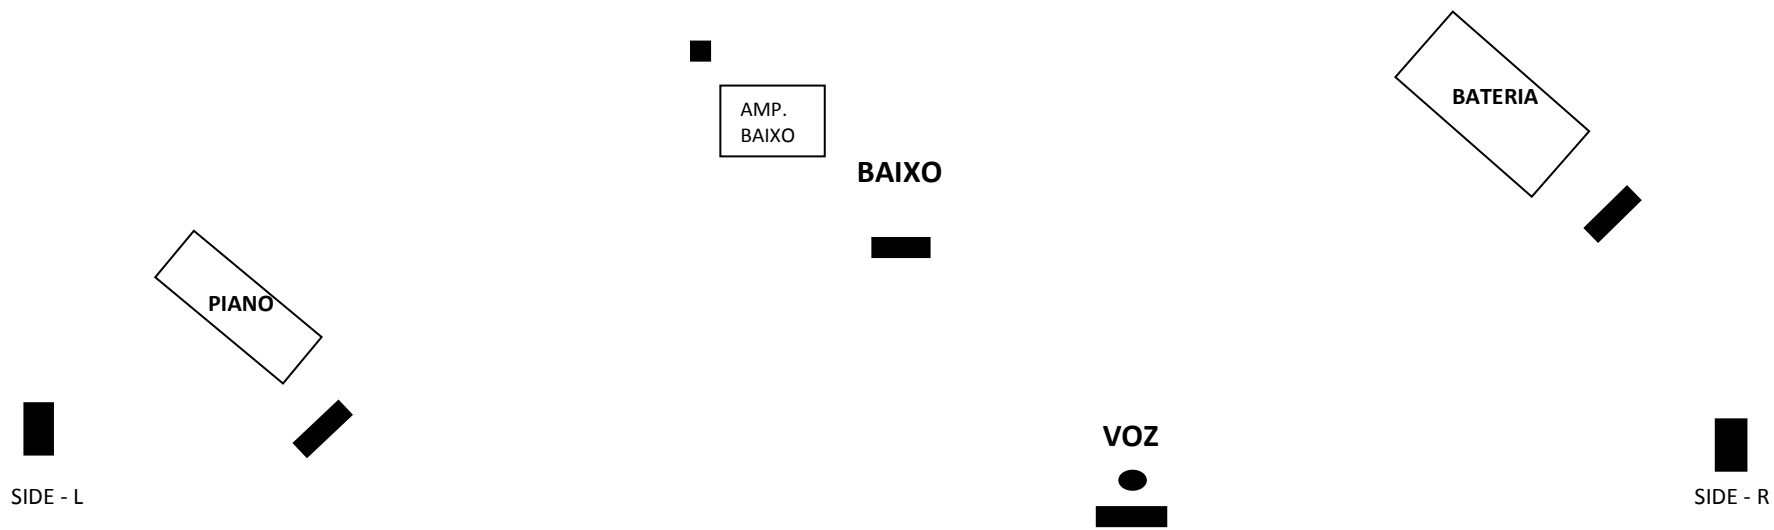 BATERIA
AMP.
BAIXO
BAIXO
PIANO
VOZ
SIDE - L
SIDE - R